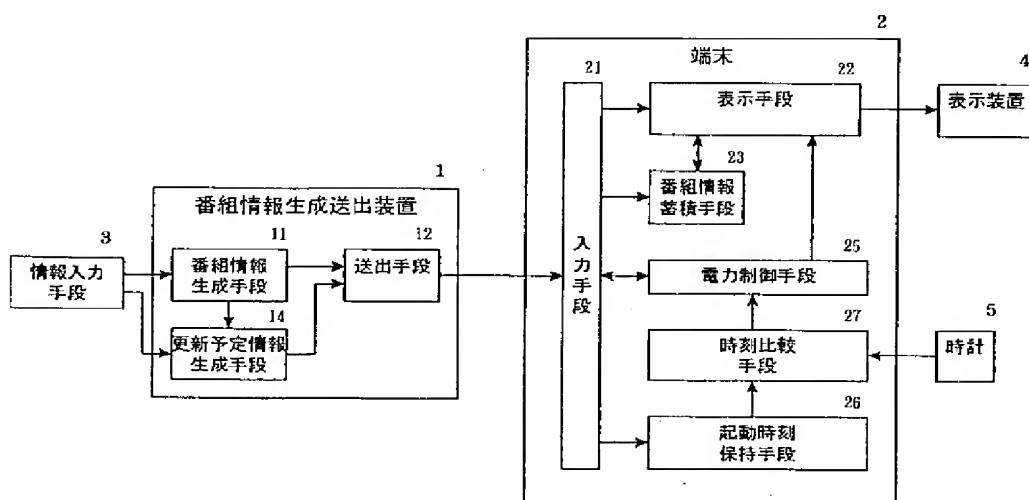 2
端末
4
21
22
表示手段
表示装置
23
番組情報
蓄積手段
1
番組情報生成送出装置
3
11
12
情報入力
手段
番組情報
生成手段
送出手段
入力手段
25
電力制御手段
14
更新予定情報
生成手段
27
5
時刻比較
手段
時計
26
起動時刻
保持手段